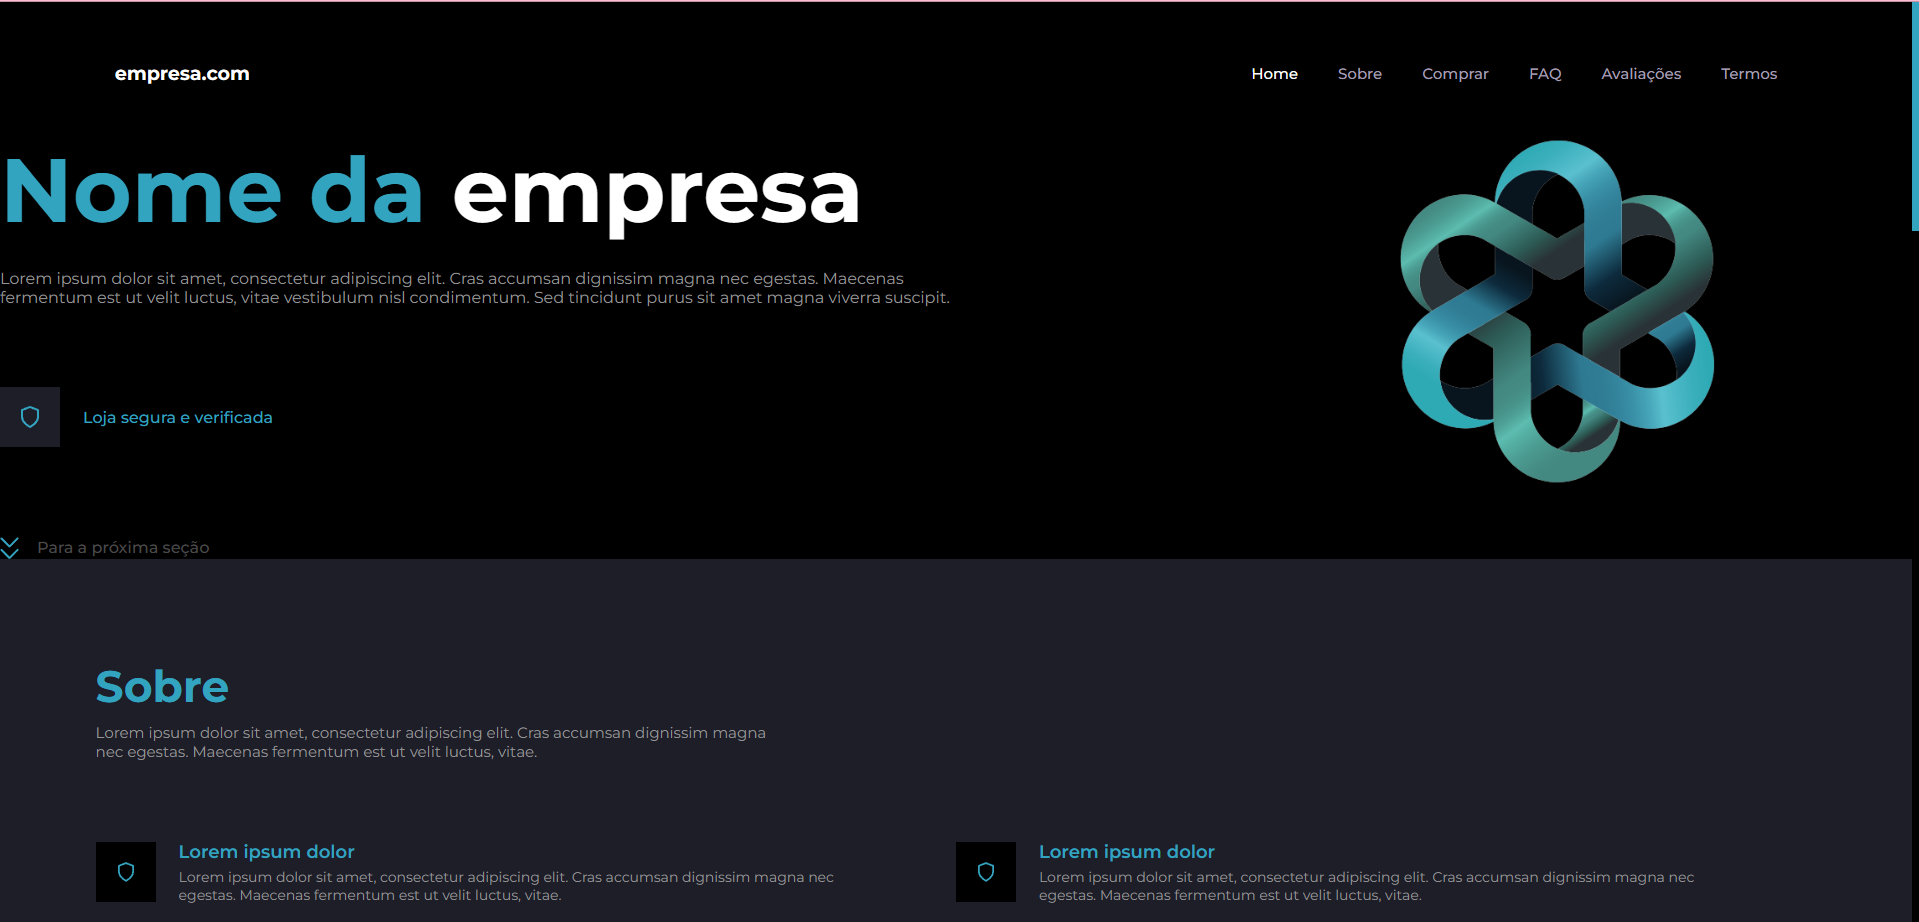 empresa.com
Home Sobre Comprar FAQ Avaliações Termos
Nome da empresa
Lorem ipsum dolor sit amet, consectetur adipiscing elit. Cras accumsan dignissim magna nec egestas. Maecenas
fermentum est ut velit luctus, vitae vestibulum nisl condimentum. Sed tincidunt purus sit amet magna viverra suscipit.
Loja segura e verificada
Para a próxima seção
Sobre
Lorem ipsum dolor sit amet, consectetur adipiscing elit. Cras accumsan dignissim magna
nec egestas. Maecenas fermentum est ut velit luctus, vitae.
Lorem ipsum dolor
Lorem ipsum dolor sit amet, consectetur adipiscing elit. Cras accumsan dignissim magna nec
egestas. Maecenas fermentum est ut velit luctus, vitae.
Lorem ipsum dolor
Lorem ipsum dolor sit amet, consectetur adipiscing elit. Cras accumsan dignissim magna nec
egestas. Maecenas fermentum est ut velit luctus, vitae.